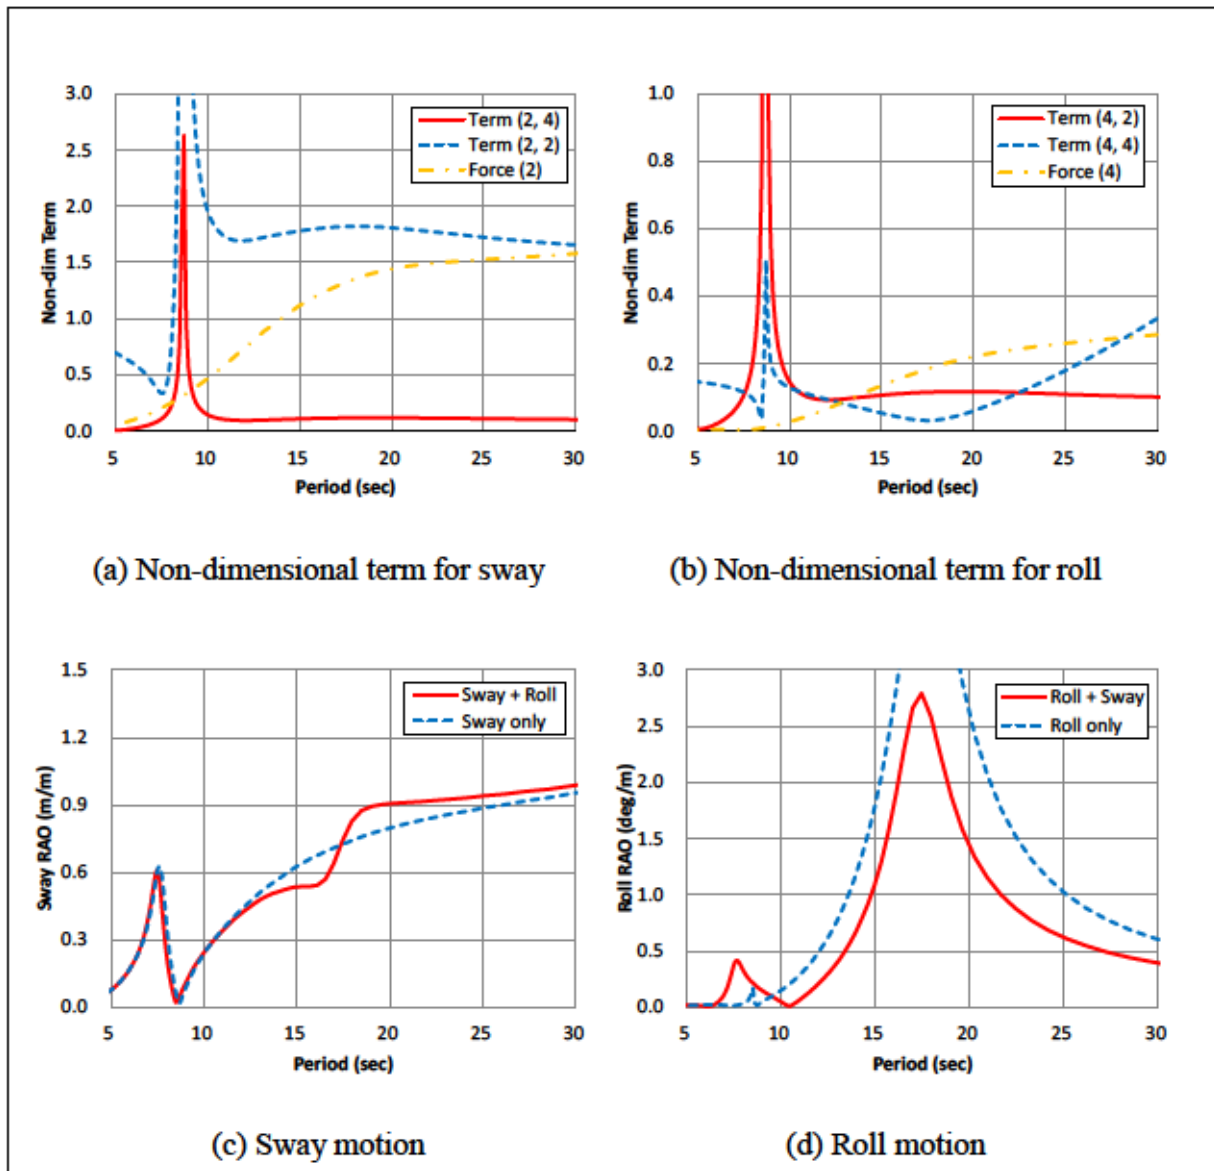 3.0
2.5
2.0
1.5
1.0
0.5
0.0
Non-dim Term
Term (2, 4)
Term (2, 2)
Force (2)
5 10 15 20 25 30
Period (sec)
(a) Non-dimensional term for sway
1.0
0.8
0.6
0.4
0.2
0.0
Non-dim Term
Term (4, 2)
Term (4, 4)
Force (4)
5 10 15 20 25 30
Period (sec)
(b) Non-dimensional term for roll
1.5
1.2
0.9
0.6
0.3
0.0
Sway RAO (m/m)
Sway + Roll
Sway only
5 10 15 20 25 30
Period (sec)
(c) Sway motion
3.0
2.5
2.0
1.5
1.0
0.5
0.0
Roll RAO (deg/m)
Roll + Sway
Roll only
5 10 15 20 25 30
Period (sec)
(d) Roll motion